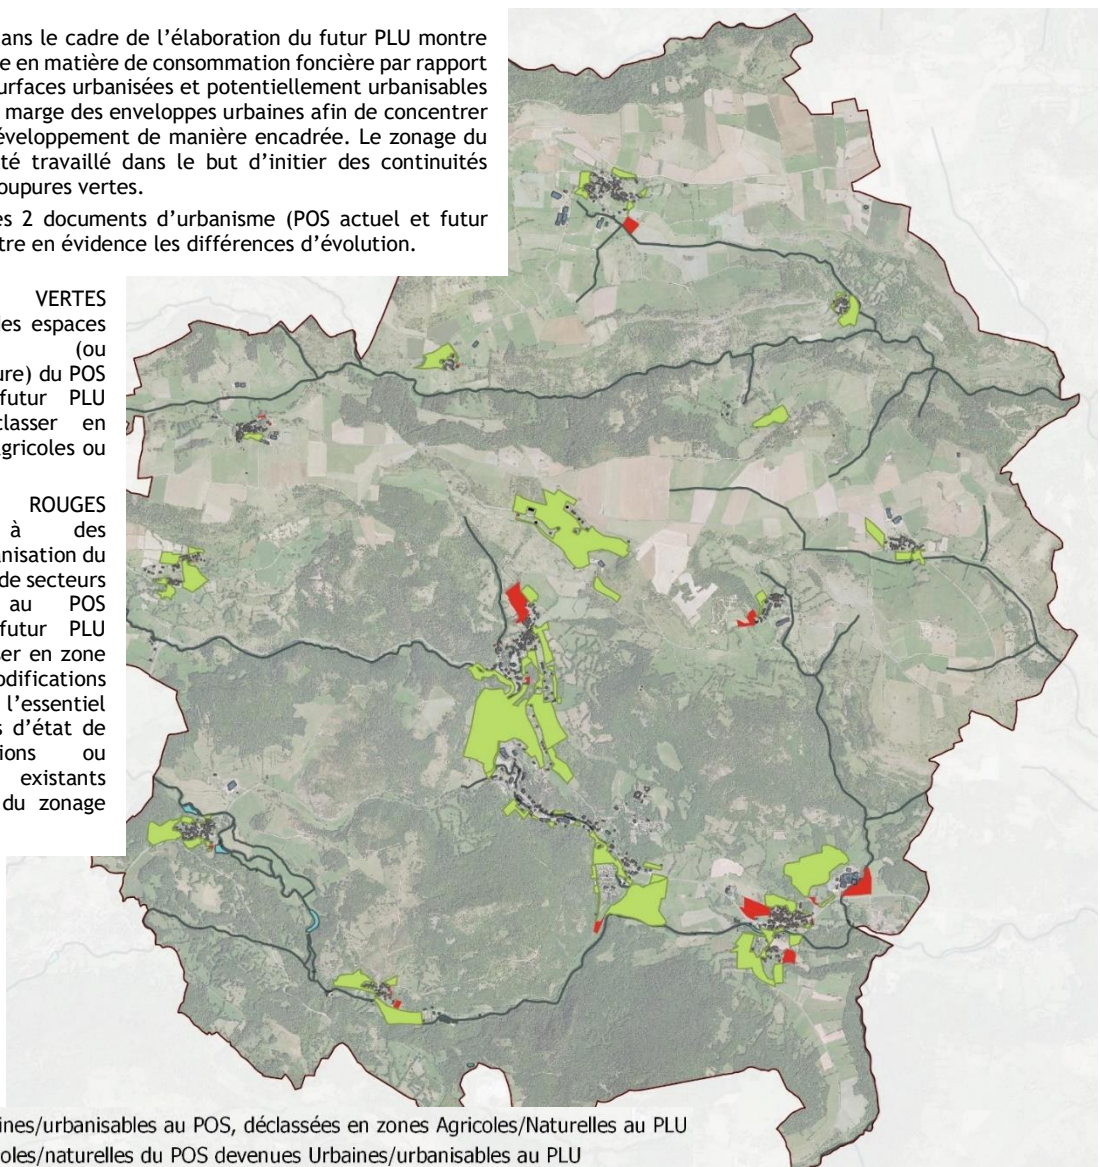 ans le cadre de l'élaboration du futur PLU montre
e en matière de consommation foncière par rapport
urfaces urbanisées et potentiellement urbanisables
marge des enveloppes urbaines afin de concentrer
éveloppement de manière encadrée. Le zonage du
té travaillé dans le but d'initier des continuités
oupures vertes.
es 2 documents d'urbanisme (POS actuel et futur
tre en évidence les différences d'évolution.
VERTES
des espaces
(ou
ure) du POS
futur PLU
classer en
gricoles ou
ROUGES
à des
anisation du
de secteurs
au POS
futur PLU
ser en zone
odifications
l'essentiel
s d'état de
ions ou
existants
du zonage
ines/urbanisables au POS, déclassées en zones Agricoles/Naturelles au PLU
oles/naturelles du POS devenues Urbaines/urbanisables au PLU